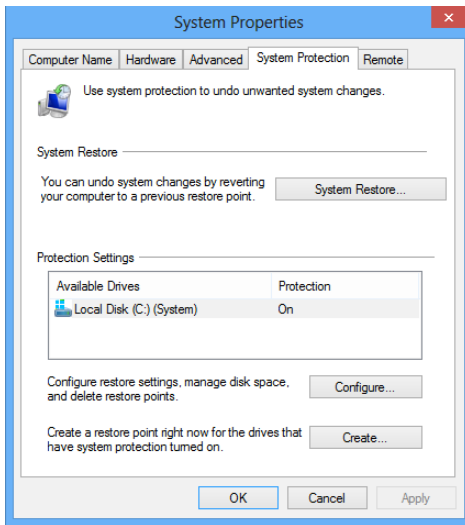 System Properties
Computer Name Hardware Advanced System Protection Remote
Use system protection to undo unwanted system changes.
System Restore
You can undo system changes by reverting
your computer to a previous restore point.
System Restore...
Protection Settings
Available Drives Protection
Local Disk (C:) (System) On
Configure restore settings, manage disk space,
and delete restore points.
Configure...
Create a restore point right now for the drives that
have system protection turned on.
Create...
OK Cancel Apply